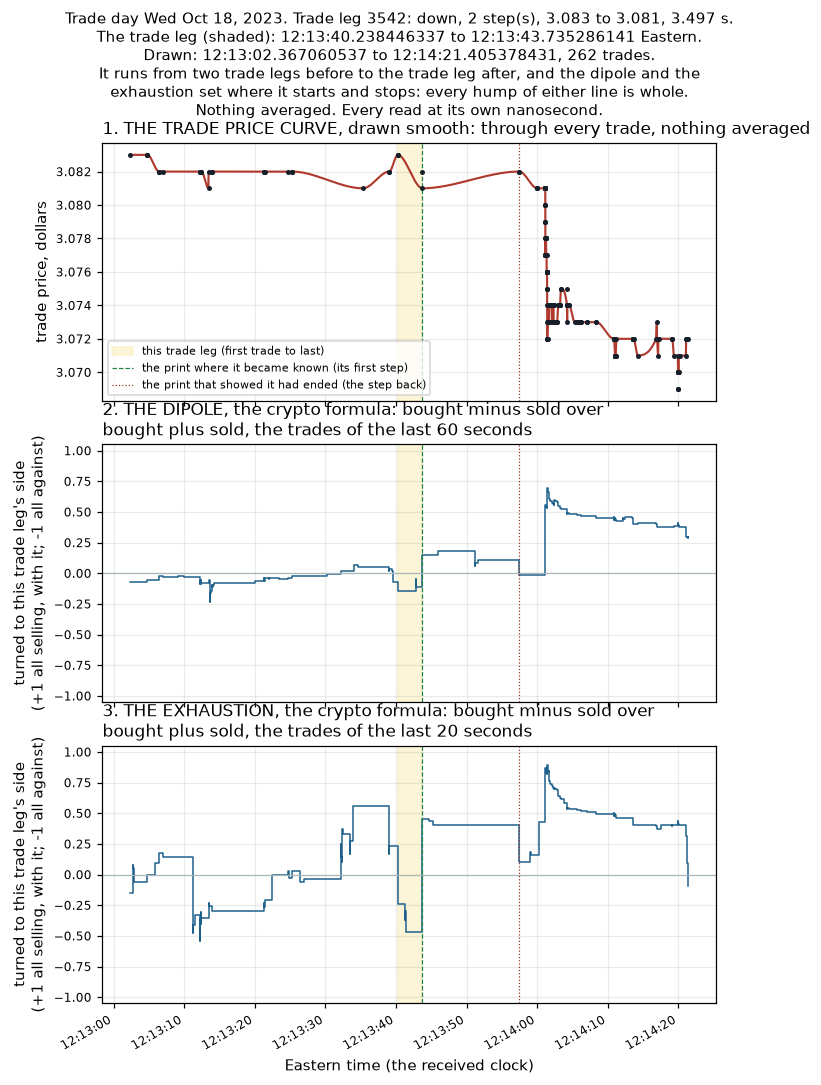 Trade day Wed Oct 18, 2023. Trade leg 3542: down, 2 step(s), 3.083 to 3.081, 3.497 s.
The trade leg (shaded): 12:13:40.238446337 to 12:13:43.735286141 Eastern.
Drawn: 12:13:02.367060537 to 12:14:21.405378431, 262 trades.
It runs from two trade legs before to the trade leg after, and the dipole and the
exhaustion set where it starts and stops: every hump of either line is whole.
Nothing averaged. Every read at its own nanosecond.
1. THE TRADE PRICE CURVE, drawn smooth: through every trade, nothing averaged
trade price, dollars
3.082
3.080
3.078
3.076
3.074
3.072
3.070
this trade leg (first trade to last)
the print where it became known (its first step)
the print that showed it had ended (the step back)
2. THE DIPOLE, the crypto formula: bought minus sold over
bought plus sold, the trades of the last 60 seconds
turned to this trade leg's side
(+1 all selling, with it; -1 all against)
1.00
0.75
0.50
0.25
0.00
−0.25
−0.50
−0.75
−1.00
3. THE EXHAUSTION, the crypto formula: bought minus sold over
bought plus sold, the trades of the last 20 seconds
turned to this trade leg's side
(+1 all selling, with it; -1 all against)
1.00
0.75
0.50
0.25
0.00
−0.25
−0.50
−0.75
−1.00
12:13:00
12:13:10
12:13:20
12:13:30
12:13:40
12:13:50
12:14:00
12:14:10
12:14:20
Eastern time (the received clock)